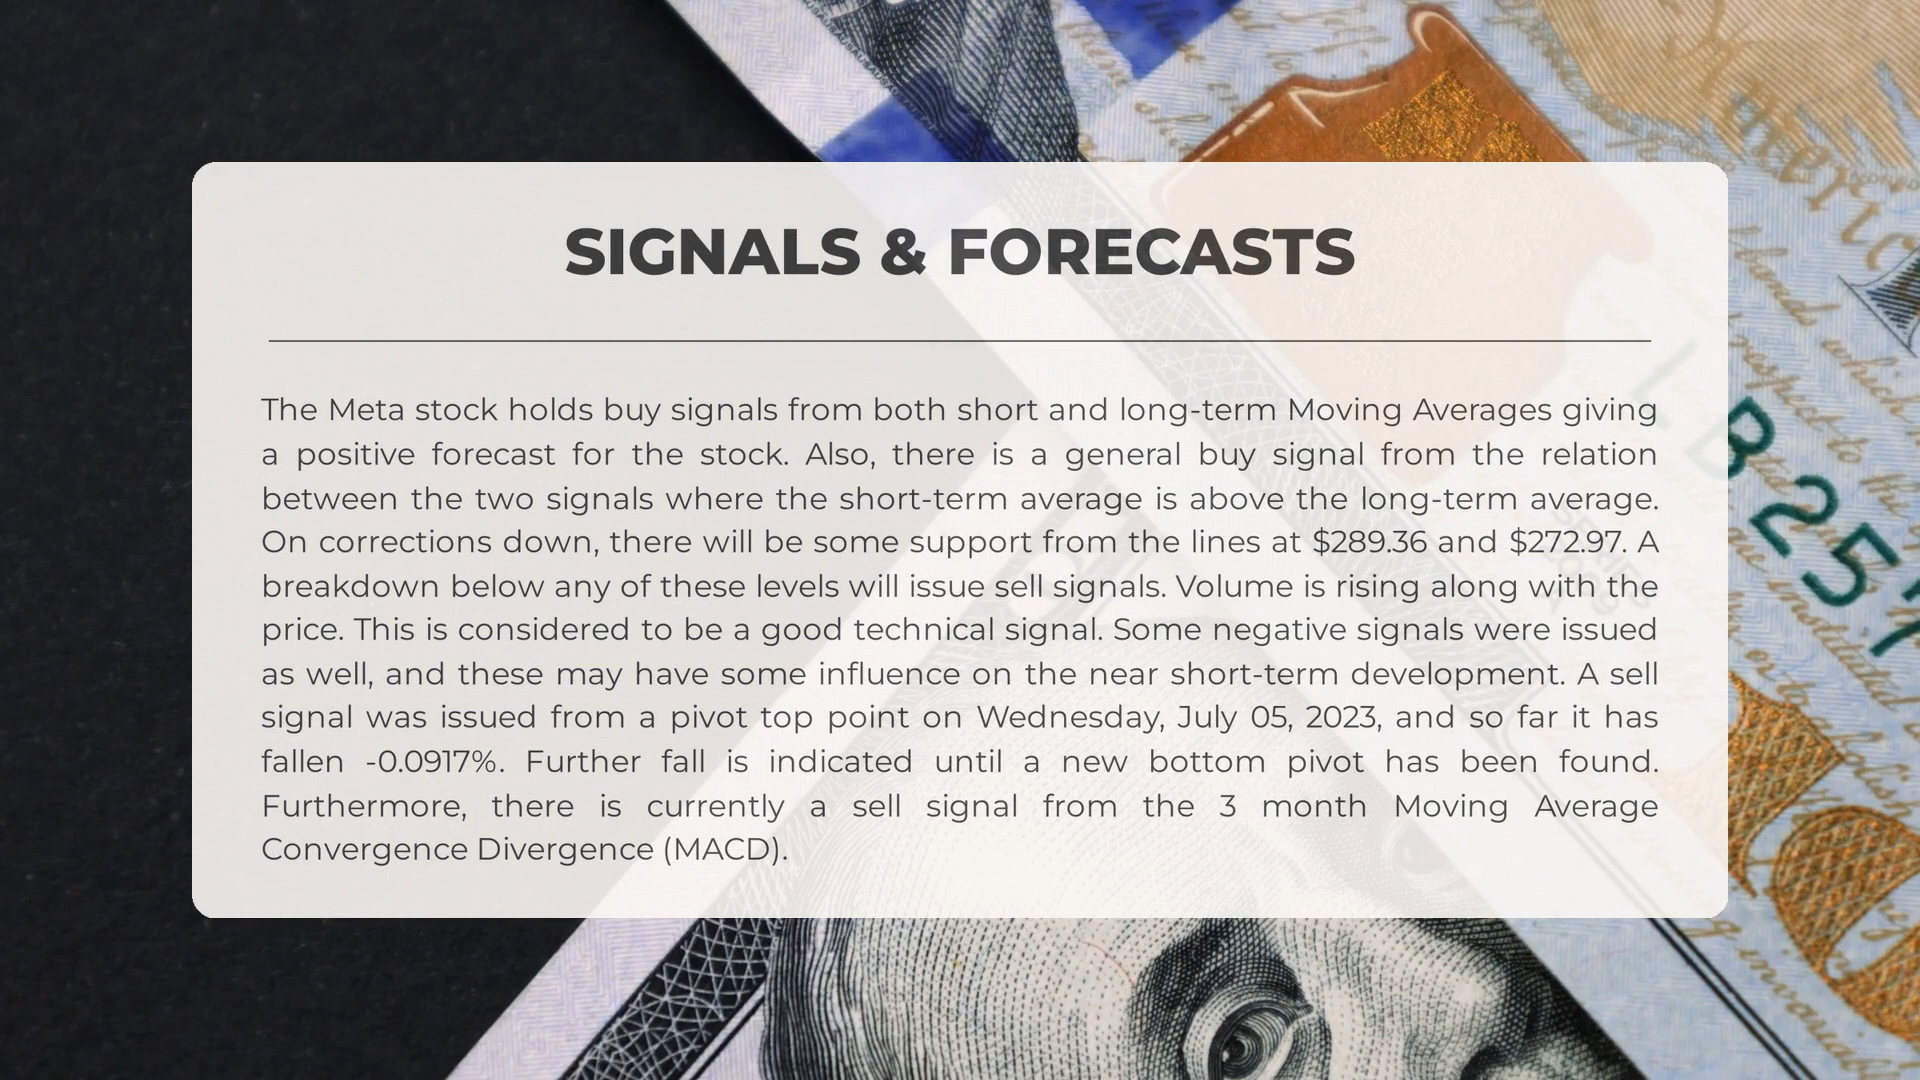 SIGNALS & FORECASTS
The Meta stock holds buy signals from both short and long-term Moving Averages giving
a positive forecast for the stock. Also, there is a general buy signal from the relation
between the two signals where the short-term average is above the long-term average.
On corrections down, there will be some support from the lines at $289.36 and $272.97. A
breakdown below any of these levels will issue sell signals. Volume is rising along with the
price. This is considered to be a good technical signal. Some negative signals were issued
as well, and these may have some influence on the near short-term development. A sell
signal was issued from a pivot top point on Wednesday, July 05, 2023, and so far it has
fallen -0.0917%. Further fall is indicated until a new bottom pivot has been found.
Furthermore, there is currently a sell signal from the 3 month Moving Average
Convergence Divergence (MACD).